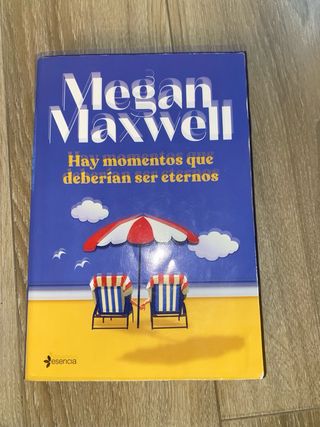 Megan
Maxwell
Hay momentos que
deberían ser eternos
esencia